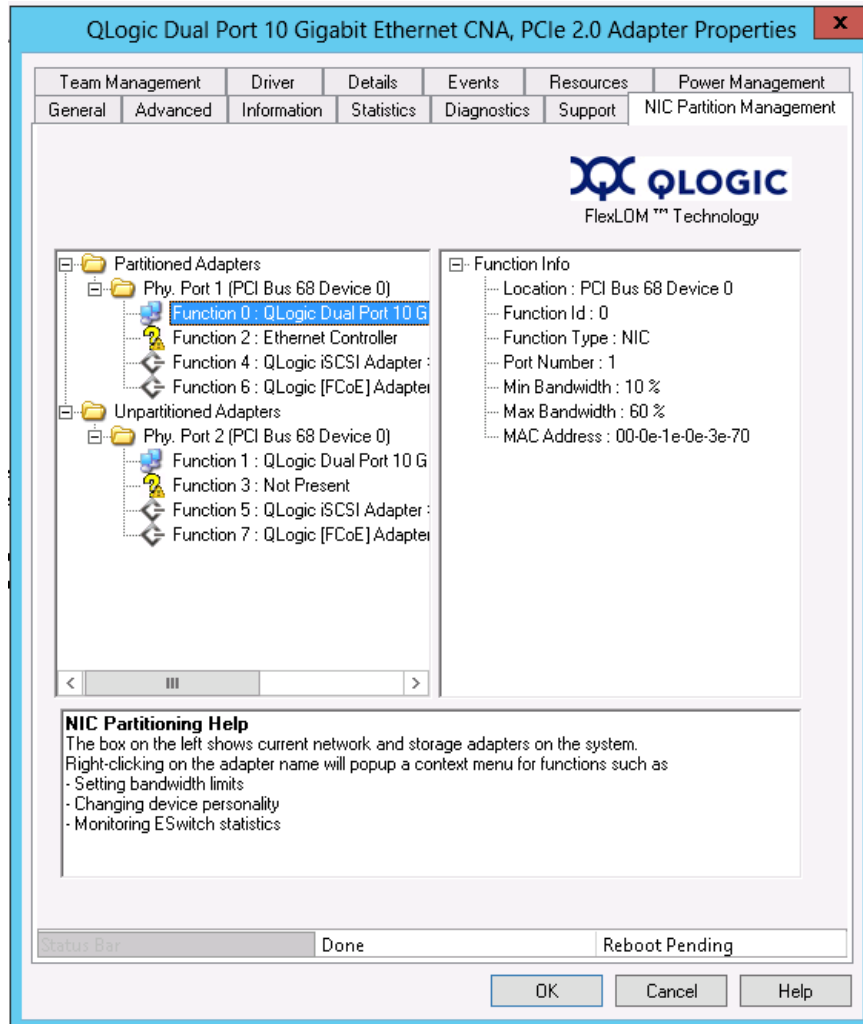 QLogic Dual Port 10 Gigabit Ethernet CNA, PCIe 2.0 Adapter Properties x
Team Management Driver Details Events Resources Power Management
General Advanced Information Statistics Diagnostics Support NIC Partition Management
QLOGIC
FlexLOM ™ Technology
Partitioned Adapters
Phy. Port 1 (PCI Bus 68 Device 0)
Function 0 : QLogic Dual Port 10 G
Function 2 : Ethernet Controller
Function 4 : QLogic iSCSI Adapter
Function 6 : QLogic [FCoE] Adapter
Unpartitioned Adapters
Phy. Port 2 (PCI Bus 68 Device 0)
Function 1 : QLogic Dual Port 10 G
Function 3 : Not Present
Function 5 : QLogic iSCSI Adapter
Function 7 : QLogic [FCoE] Adapter
Function Info
Location : PCI Bus 68 Device 0
Function Id : 0
Function Type : NIC
Port Number : 1
Min Bandwidth : 10 %
Max Bandwidth : 60 %
MAC Address : 00-0e-1e-0e-3e-70
NIC Partitioning Help
The box on the left shows current network and storage adapters on the system.
Right-clicking on the adapter name will popup a context menu for functions such as
- Setting bandwidth limits
- Changing device personality
- Monitoring ESwitch statistics
Status Bar Done Reboot Pending
OK Cancel Help